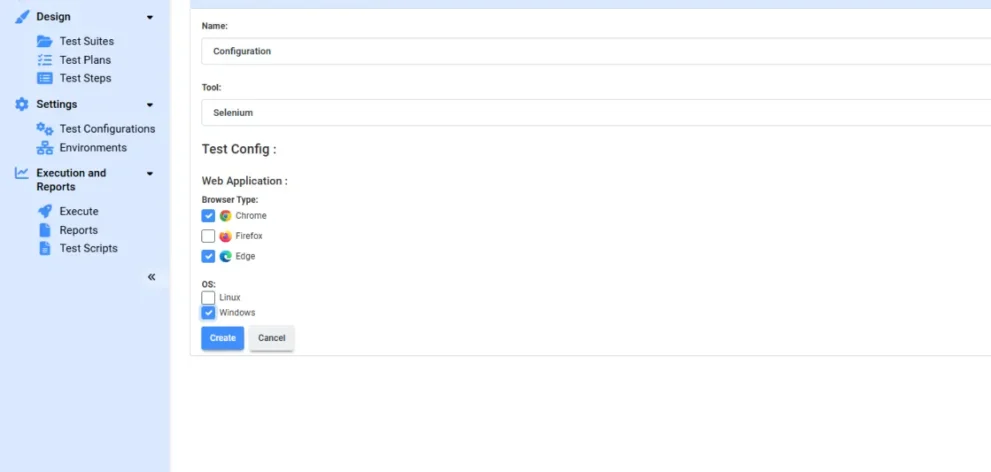 Design
Test Suites
Test Plans
Test Steps
Settings
Test Configurations
Environments
Execution and
Reports
Execute
Reports
Test Scripts
«
Name:
Configuration
Tool:
Selenium
Test Config :
Web Application :
Browser Type:
Chrome
Firefox
Edge
OS:
Linux
Windows
Create
Cancel